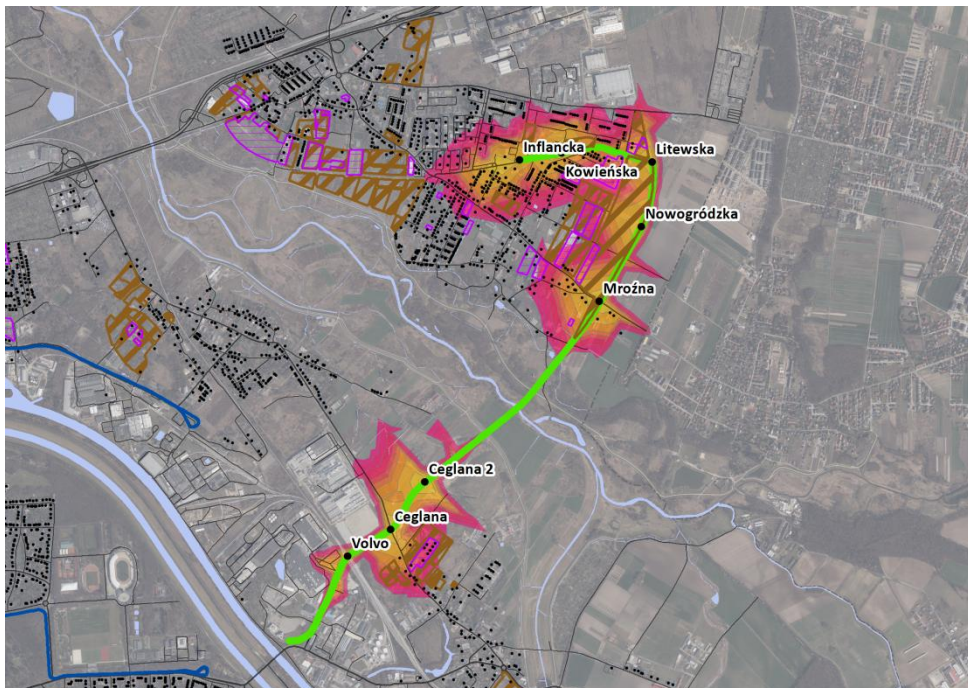 Inflancka
Litewska
Kowieńska
Nowogródzka
Mroźna
Ceglana 2
Ceglana
Volvo